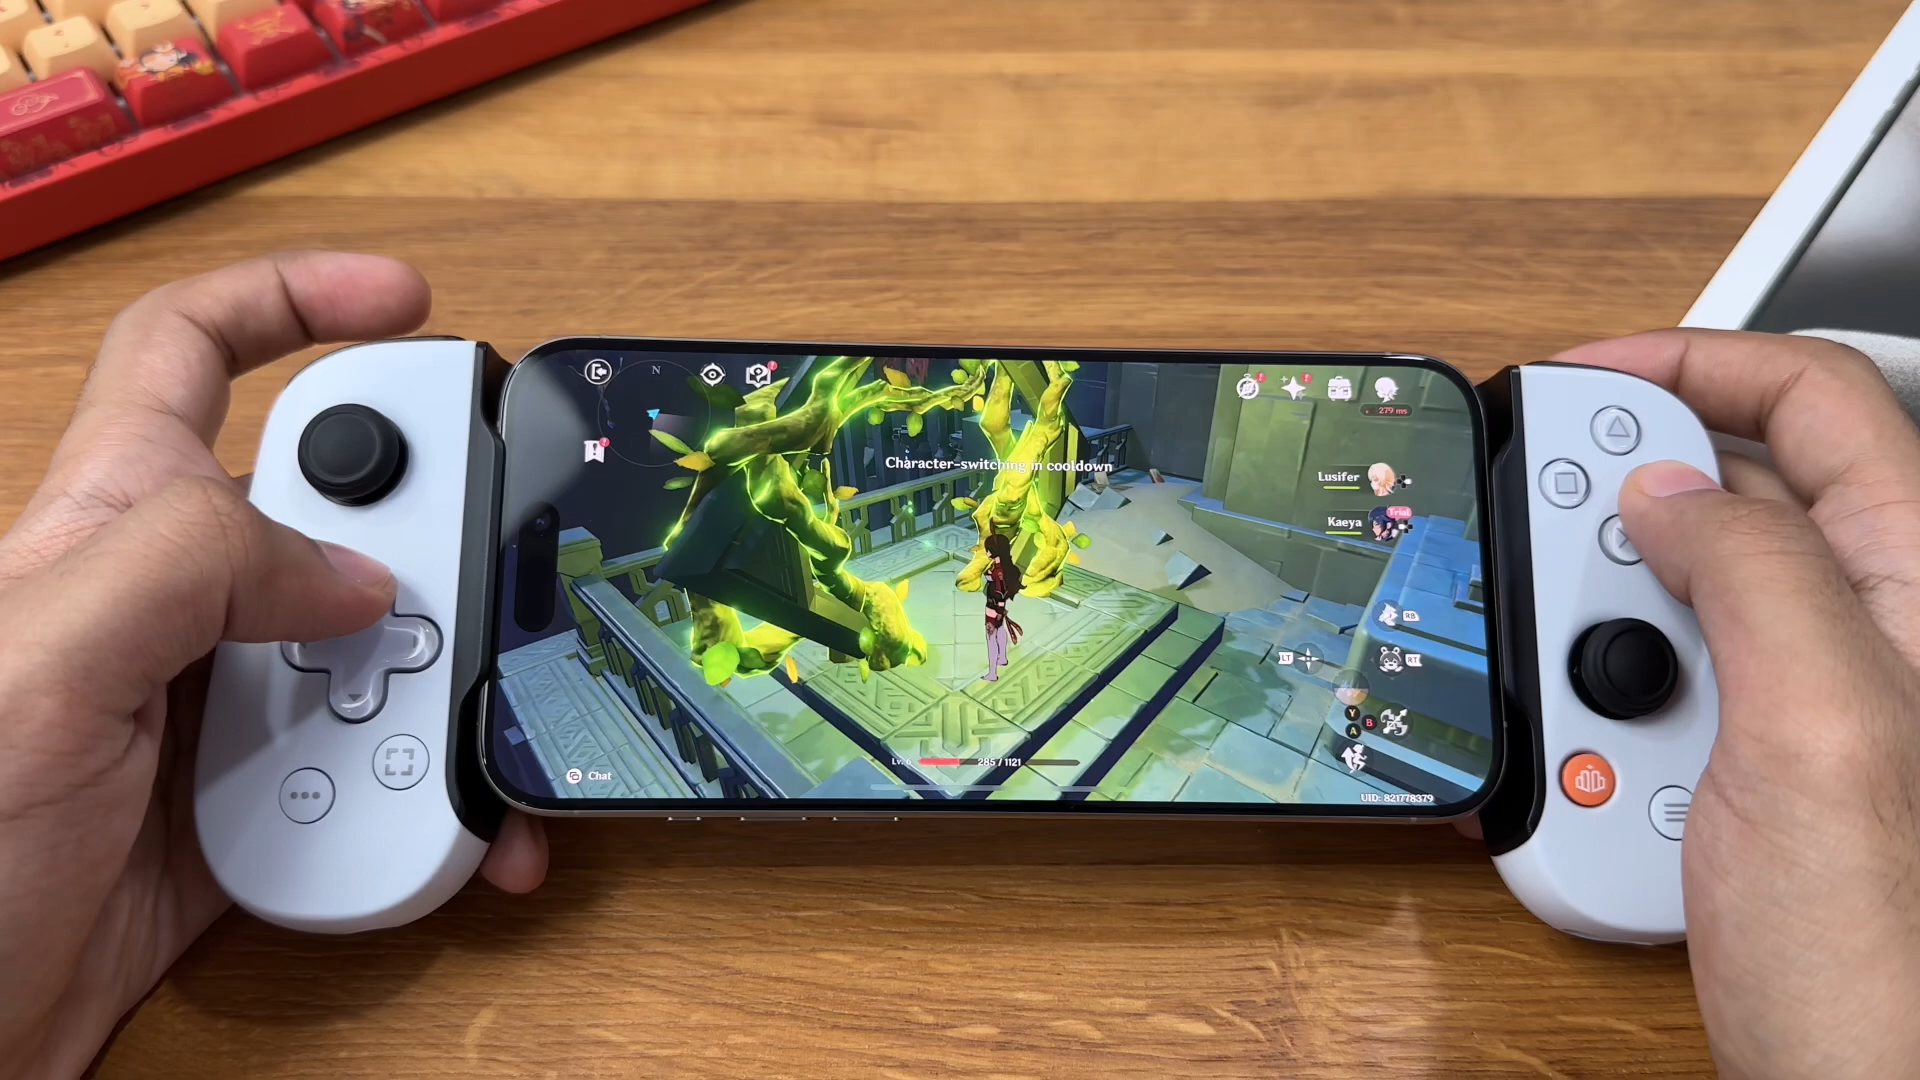 N
279 ms
Character-switching in cooldown
Lusifer
Trial
Kaeya
RB
LT
RT
Y
B
A
Lv. 6
285 / 1121
Chat
UID: 821778379